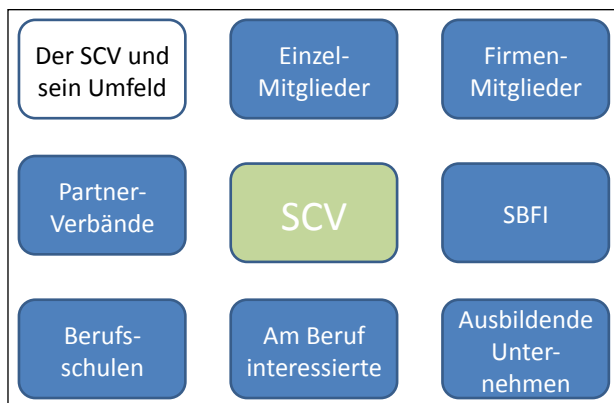 Der SCV und
sein Umfeld
Einzel-
Mitglieder
Firmen-
Mitglieder
Partner-
Verbände
SCV
SBFI
Berufs-
schulen
Am Beruf
interessierte
Ausbildende
Unter-
nehmen